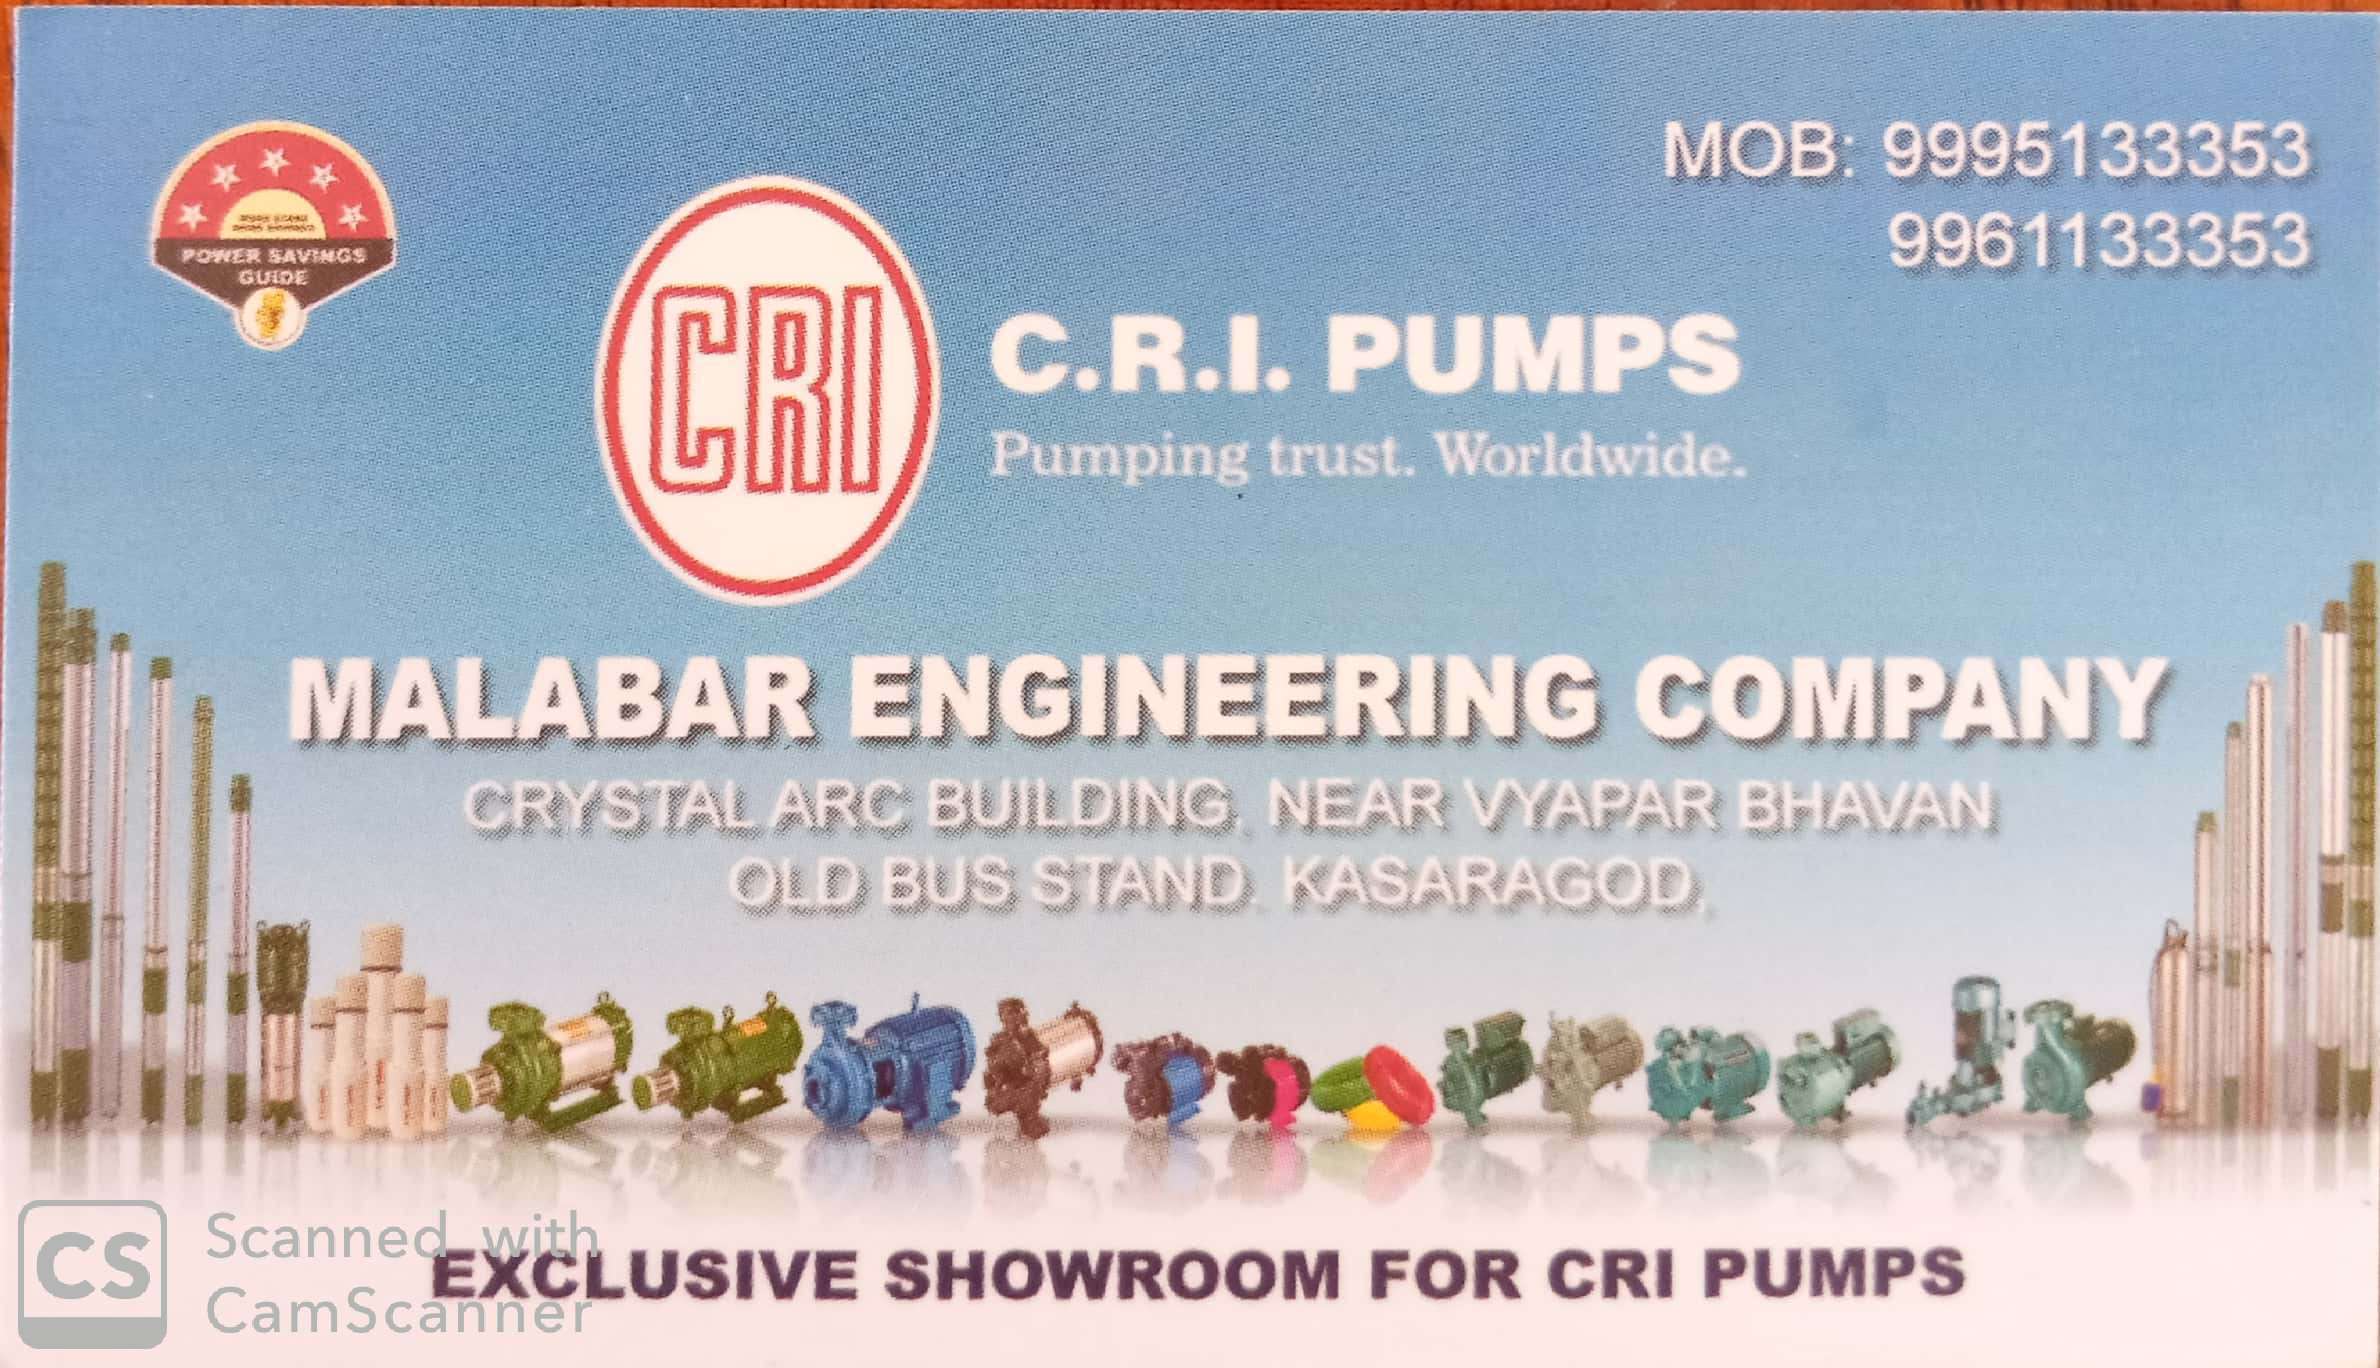 MOB: 9995133353
9961133353
POWER SAVINGS
GUIDE
CRI
C.R.I. PUMPS
Pumping trust. Worldwide.
MALABAR ENGINEERING COMPANY
CRYSTAL ARC BUILDING, NEAR VYAPAR BHAVAN
OLD BUS STAND. KASARAGOD,
EXCLUSIVE SHOWROOM FOR CRI PUMPS
CS
Scanned with
CamScanner